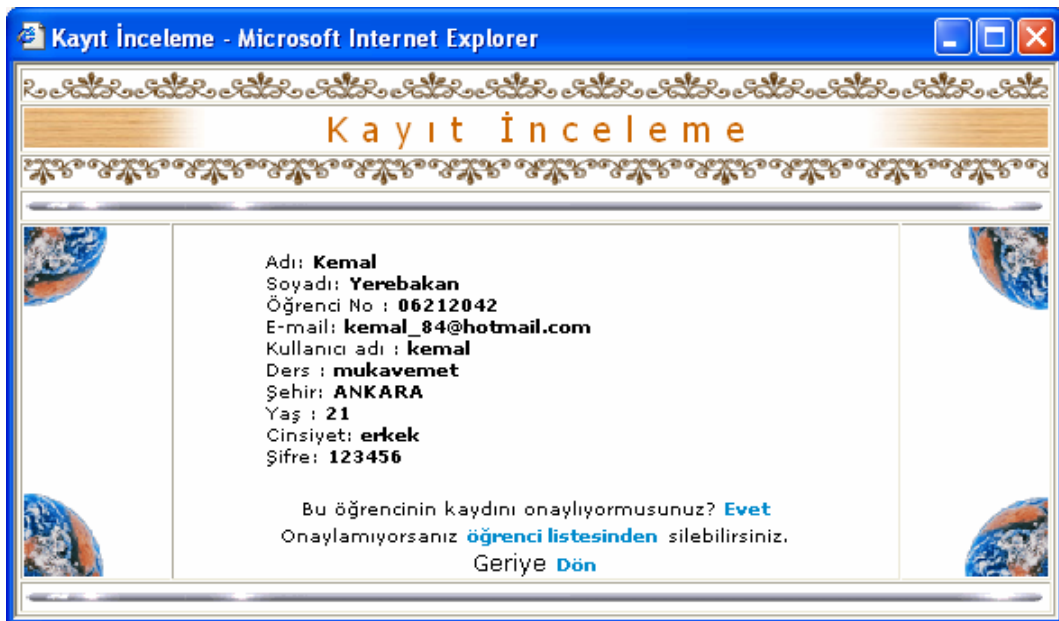 Kayıt İnceleme - Microsoft Internet Explorer
Kayıt İnceleme
Adı: Kemal
Soyadı: Yerebakan
Öğrenci No : 06212042
E-mail: kemal_84@hotmail.com
Kullanıcı adı : kemal
Ders : mukavemet
Şehir: ANKARA
Yaş : 21
Cinsiyet: erkek
Şifre: 123456
Bu öğrencinin kaydını onaylıyormusunuz? Evet
Onaylamıyorsanız öğrenci listesinden silebilirsiniz.
Geriye Dön